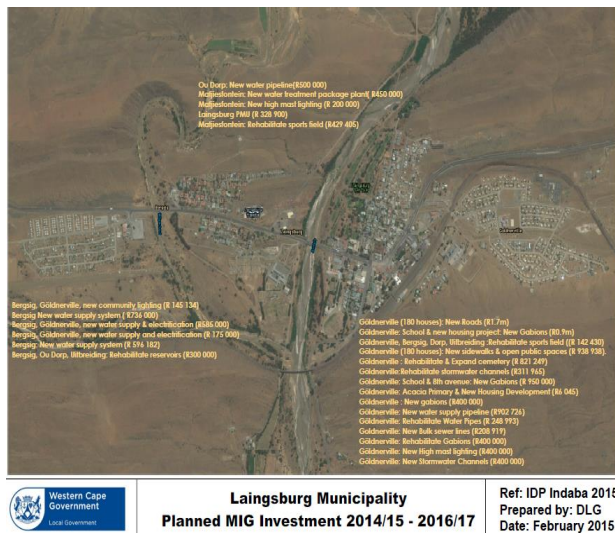 Ou Dorp: New water pipeline(R500 000)
Matjiesfontein: New water treatment package plant( R450 000)
Matjiesfontein: New high mast lighting (R 200 000)
Laingsburg PMU (R 328 900)
Matjiesfontein: Rehabilitate sports field (R429 405)
Bergsig
Laingsburg
Göldnerville
Bergsig, Göldnerville, new community lighting (R 145 134)
Bergsig New water supply system ( R736 000)
Bergsig, Göldnerville, new water supply & electrification(R585 000)
Bergsig, Göldnerville, new water supply and electrification ( R 175 000)
Bergsig: New water supply system (R 596 182)
Bergsig, Ou Dorp, Uitbreiding: Rehabilitate reservoirs(R300 000)
Göldnerville (180 houses): New Roads (R1.7m)
Göldnerville: School & new housing project: New Gabions (R0.9m)
Göldnerville, Bergsig, Dorp, Uitbreiding :Rehabilitate sports field ((R 142 430)
Göldnerville (180 houses): New sidewalks & open public spaces (R 938 938).
Göldnerville : Rehabilitate & Expand cemetery (R 821 249)
Göldnerville:Rehabilitate stormwater channels (R311 965)
Göldnerville: School & 8th avenue: New Gabions (R 950 000)
Göldnerville: Acacia Primary & New Housing Development (R6 045)
Göldnerville : New gabions (R400 000)
Göldnerville: New water supply pipeline (R902 726)
Göldnerville: Rehabilitate Water Pipes (R 248 993)
Göldnerville: New Bulk sewer lines (R208 919)
Göldnerville: Rehabilitate Gabions (R400 000)
Göldnerville: New High mast lighting (R400 000)
Göldnerville: New Stormwater Channels (R400 000)
Western Cape
Government
Local Government
Laingsburg Municipality
Planned MIG Investment 2014/15 - 2016/17
Ref: IDP Indaba 2015
Prepared by: DLG
Date: February 2015